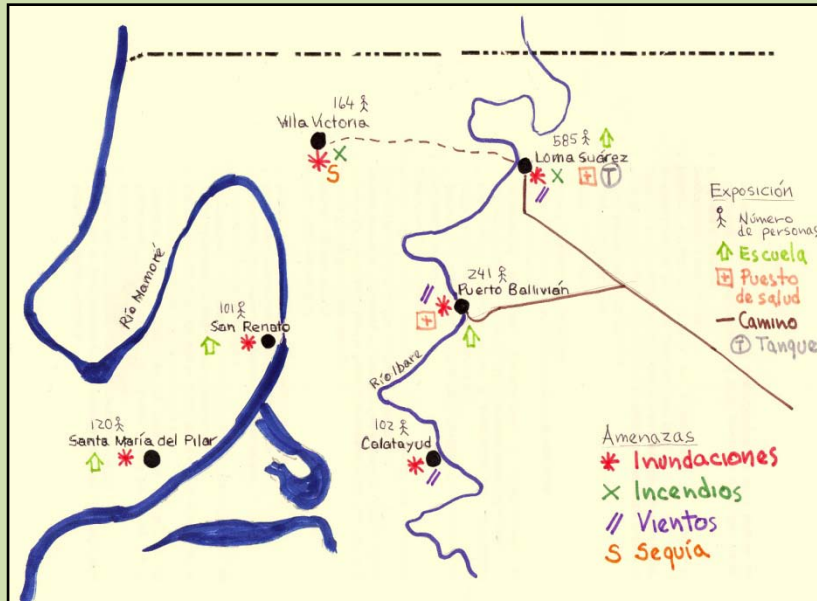 164
Villa Victoria
S
585
Loma Suárez
T
Exposición
Número
de personas
Escuela
Puesto
de salud
Camino
T Tanque
241
Puerto Ballivián
Río Mamoré
101
San Renato
Río Ibare
120
Santa María del Pilar
102
Calatayud
Amenazas
Inundaciones
Incendios
Vientos
S Sequía